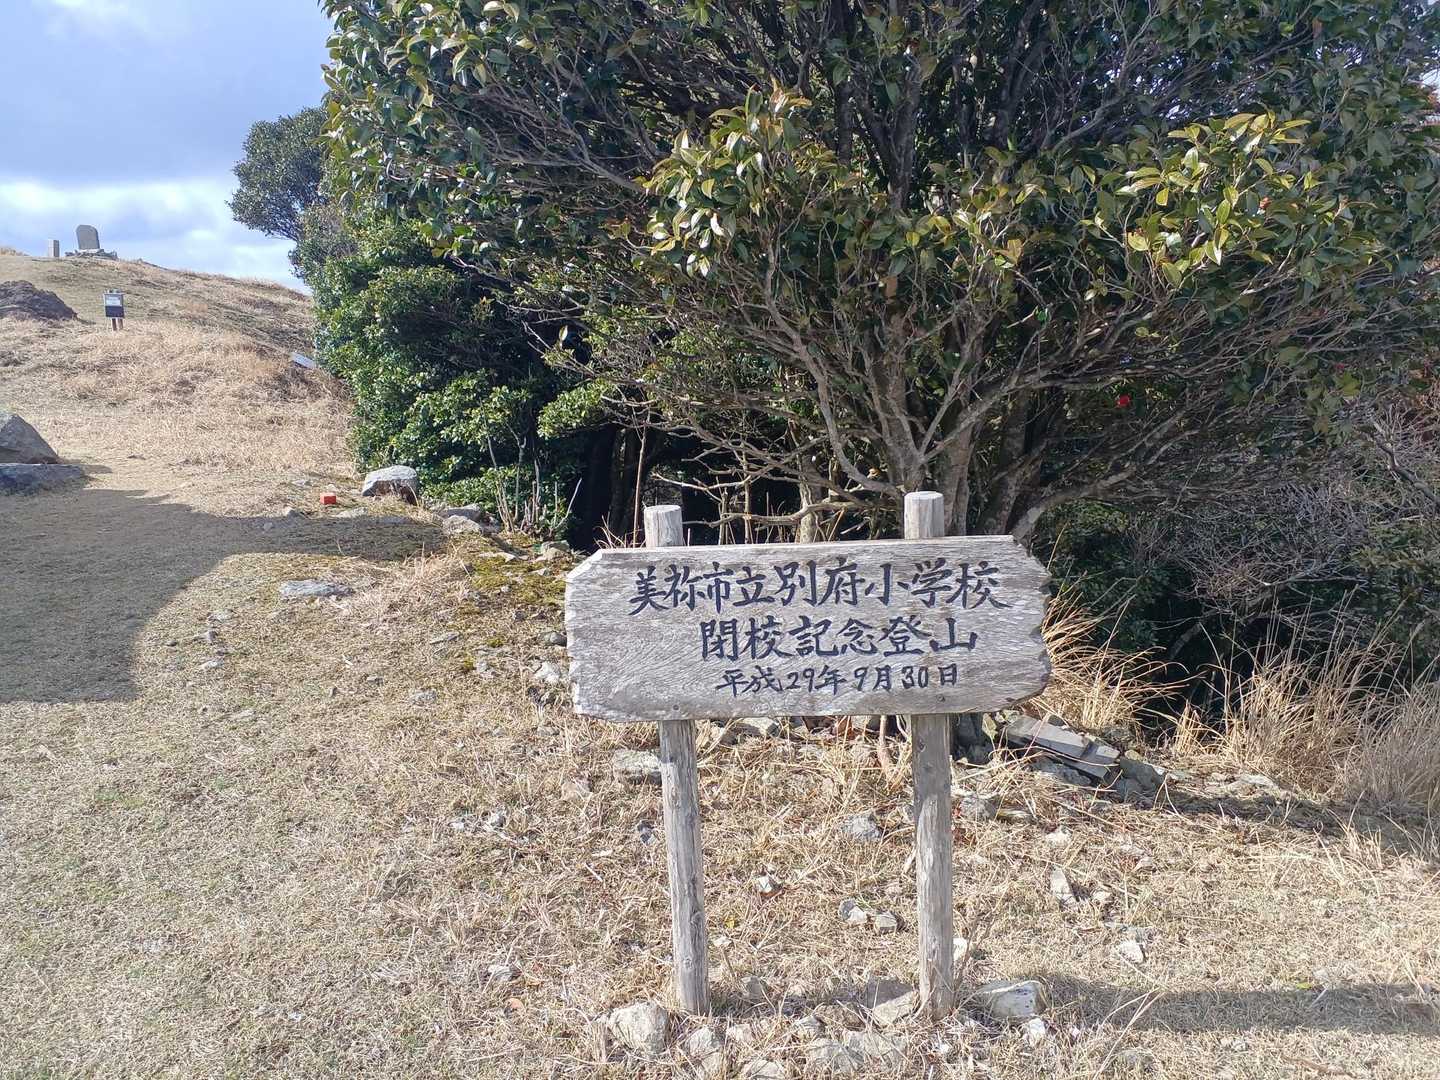 美祢市立別府小学校
閉校記念登山
平成29年9月30日